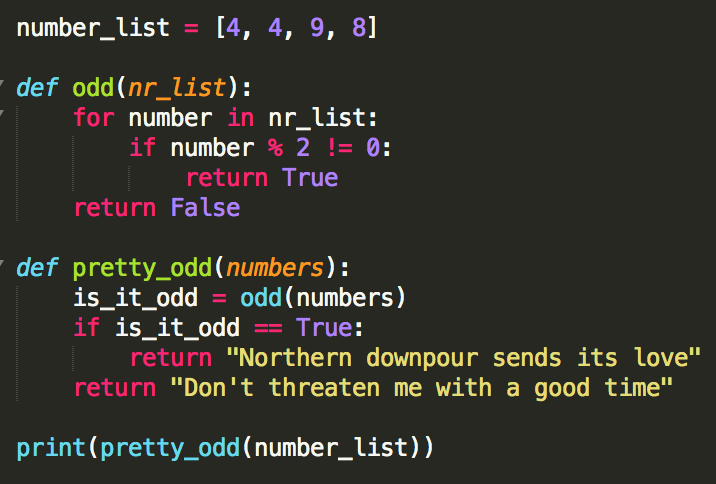 number_list = [4, 4, 9, 8]
def odd(nr_list):
for number in nr_list:
if number % 2 != 0:
return True
return False
def pretty_odd(numbers):
is_it_odd = odd(numbers)
if is_it_odd == True:
return "Northern downpour sends its love"
return "Don't threaten me with a good time"
print(pretty_odd(number_list))